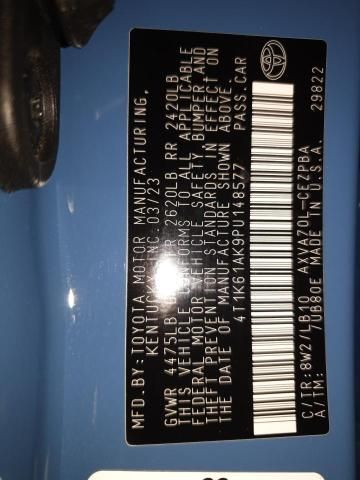 MFD.BY:TOYOTA MOTOR MANUFACTURING,
KENTUCKY, INC 03/23
GVWR 4475LB GAWR FR 2620LB RR 2420LB
THIS VEHICLE CONFORMS TO ALL APPLICABLE
FEDERAL MOTOR VEHICLE SAFETY, BUMPER, AND
THEFT PREVENTION STANDARDS IN EFFECT ON
THE DATE OF MANUFACTURE SHOWN ABOVE.
4T1K61AK9PU148577 PASS.CAR
C/TR:8W2 /LB10 AXVA70L-CEZPBA
A/TM: 7UB80E MADE IN U.S.A. 29822